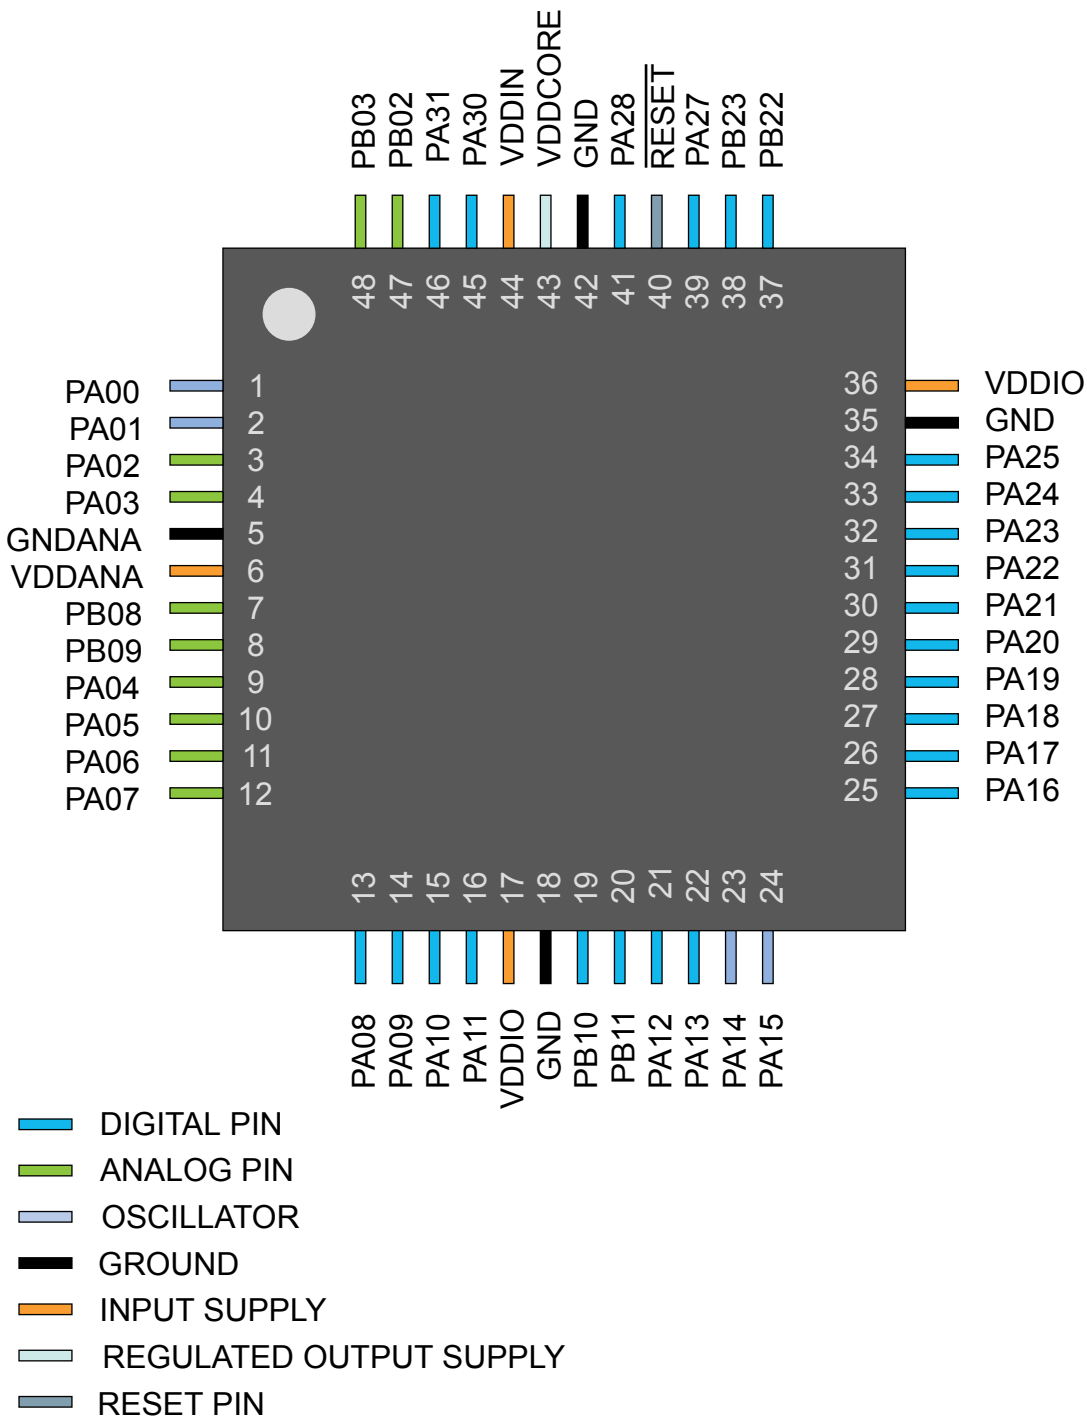 PB03
PB02
PA31
PA30
VDDIN
VDDCORE
GND
PA28
RESET
PA27
PB23
PB22
48
47
46
45
44
43
42
41
40
39
38
37
PA00 1
PA01 2
PA02 3
PA03 4
GNDANA 5
VDDANA 6
PB08 7
PB09 8
PA04 9
PA05 10
PA06 11
PA07 12
36 VDDIO
35 GND
34 PA25
33 PA24
32 PA23
31 PA22
30 PA21
29 PA20
28 PA19
27 PA18
26 PA17
25 PA16
13
14
15
16
17
18
19
20
21
22
23
24
PA08
PA09
PA10
PA11
VDDIO
GND
PB10
PB11
PA12
PA13
PA14
PA15
DIGITAL PIN
ANALOG PIN
OSCILLATOR
GROUND
INPUT SUPPLY
REGULATED OUTPUT SUPPLY
RESET PIN